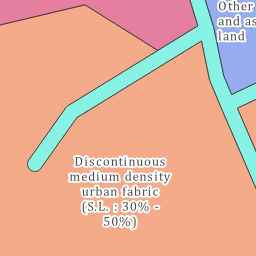 Other
and as
land
Discontinuous
medium density
urban fabric
(S.L. : 30% -
50%)